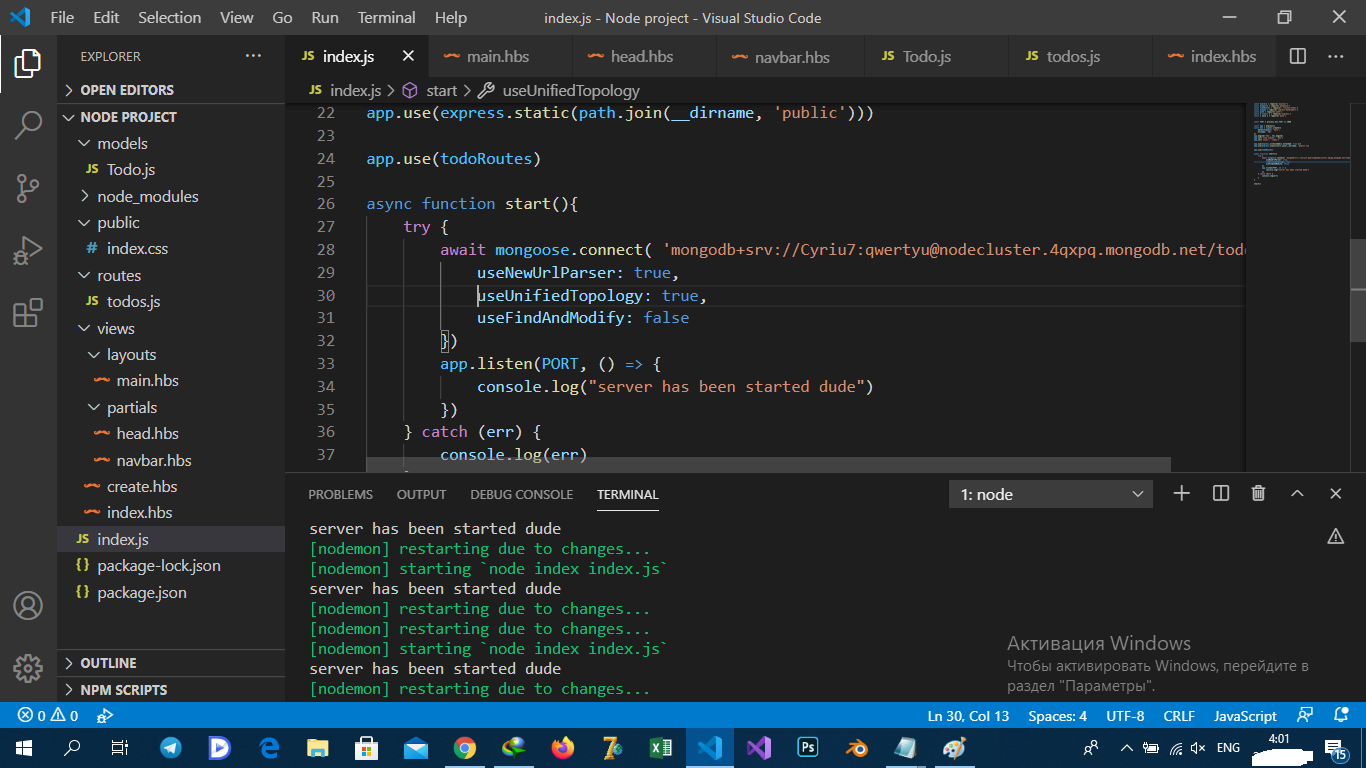 File Edit Selection View Go Run Terminal Help index.js - Node project - Visual Studio Code
EXPLORER
OPEN EDITORS
NODE PROJECT
models
JS Todo.js
node_modules
public
# index.css
routes
JS todos.js
views
layouts
main.hbs
partials
head.hbs
navbar.hbs
create.hbs
index.hbs
JS index.js
{} package-lock.json
{} package.json
OUTLINE
NPM SCRIPTS
JS index.js main.hbs head.hbs navbar.hbs JS Todo.js JS todos.js index.hbs
JS index.js > start > useUnifiedTopology
22 app.use(express.static(path.join(__dirname, 'public')))
23
24 app.use(todoRoutes)
25
26 async function start(){
27 try {
28 await mongoose.connect( 'mongodb+srv://Cyriu7:qwertyu@nodecluster.4qxpq.mongodb.net/todo
29 useNewUrlParser: true,
30 useUnifiedTopology: true,
31 useFindAndModify: false
32 })
33 app.listen(PORT, () => {
34 console.log("server has been started dude")
35 })
36 } catch (err) {
37 console.log(err)
PROBLEMS OUTPUT DEBUG CONSOLE TERMINAL 1: node
server has been started dude
[nodemon] restarting due to changes...
[nodemon] starting `node index index.js`
server has been started dude
[nodemon] restarting due to changes...
[nodemon] restarting due to changes...
[nodemon] starting `node index index.js`
server has been started dude
[nodemon] restarting due to changes...
Активация Windows
Чтобы активировать Windows, перейдите в
раздел "Параметры".
0 0 Ln 30, Col 13 Spaces: 4 UTF-8 CRLF JavaScript
Ps ENG 4:01 15